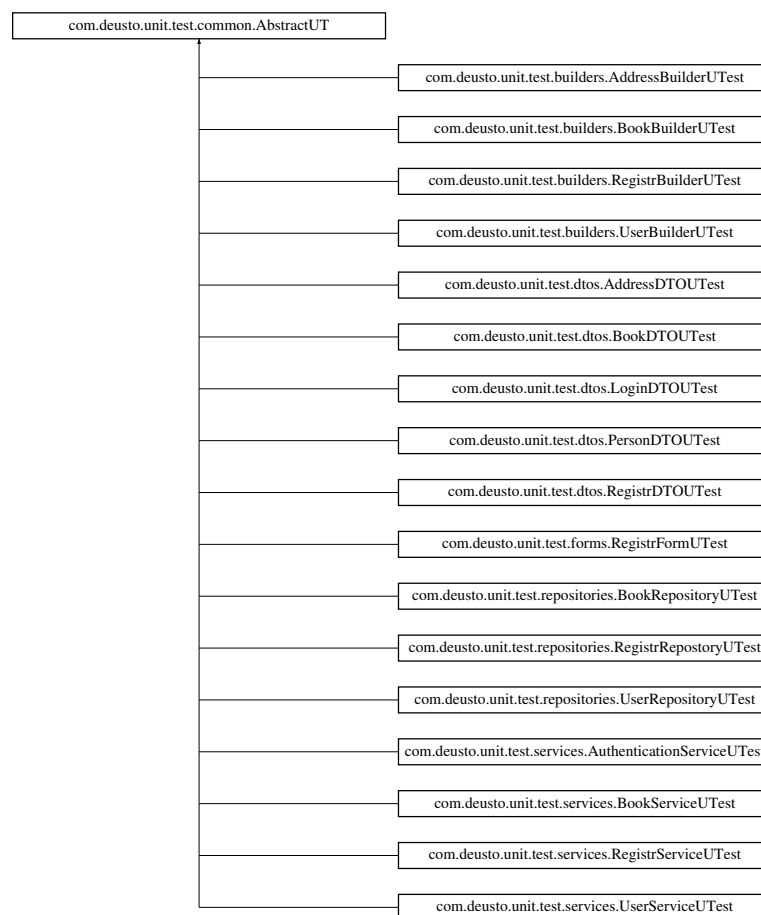 com.deusto.unit.test.common.AbstractUT
com.deusto.unit.test.builders.AddressBuilderUTest
com.deusto.unit.test.builders.BookBuilderUTest
com.deusto.unit.test.builders.RegistrBuilderUTest
com.deusto.unit.test.builders.UserBuilderUTest
com.deusto.unit.test.dtos.AddressDTOUTest
com.deusto.unit.test.dtos.BookDTOUTest
com.deusto.unit.test.dtos.LoginDTOUTest
com.deusto.unit.test.dtos.PersonDTOUTest
com.deusto.unit.test.dtos.RegistrDTOUTest
com.deusto.unit.test.forms.RegistrFormUTest
com.deusto.unit.test.repositories.BookRepositoryUTest
com.deusto.unit.test.repositories.RegistrRepostoryUTest
com.deusto.unit.test.repositories.UserRepositoryUTest
com.deusto.unit.test.services.AuthenticationServiceUTest
com.deusto.unit.test.services.BookServiceUTest
com.deusto.unit.test.services.RegistrServiceUTest
com.deusto.unit.test.services.UserServiceUTest